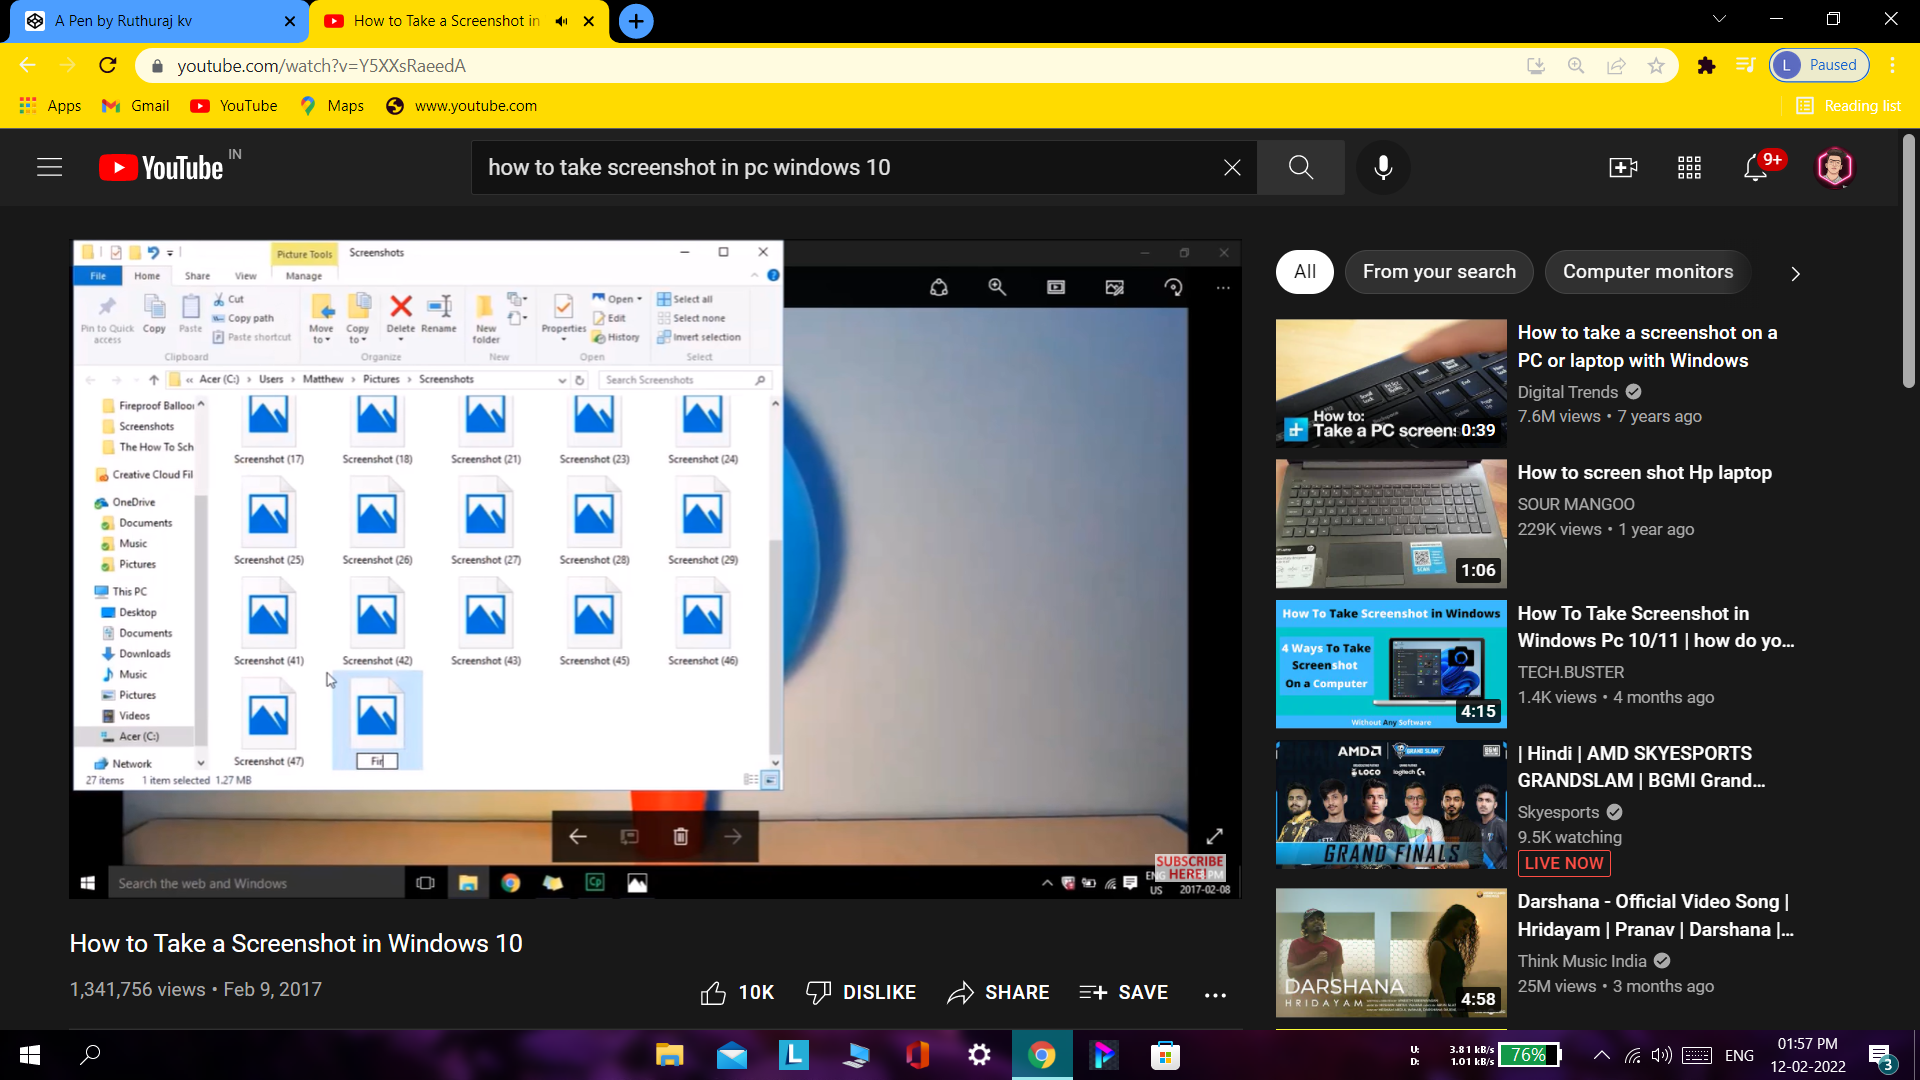 A Pen by Ruthuraj kv
How to Take a Screenshot in
youtube.com/watch?v=Y5XXsRaeedA
L Paused
Apps
Gmail
YouTube
Maps
www.youtube.com
Reading list
YouTube IN
how to take screenshot in pc windows 10
9+
Picture Tools
Screenshots
File
Home
Share
View
Manage
Pin to Quick access
Copy
Paste
Cut
Copy path
Paste shortcut
Clipboard
Move to
Copy to
Delete
Rename
Organize
New folder
New
Properties
Open
Edit
History
Open
Select all
Select none
Invert selection
Select
« Acer (C:) › Users › Matthew › Pictures › Screenshots
Search Screenshots
Fireproof Balloon
Screenshots
The How To Sch
Creative Cloud Fil
OneDrive
Documents
Music
Pictures
This PC
Desktop
Documents
Downloads
Music
Pictures
Videos
Acer (C:)
Network
Screenshot (17)
Screenshot (18)
Screenshot (21)
Screenshot (23)
Screenshot (24)
Screenshot (25)
Screenshot (26)
Screenshot (27)
Screenshot (28)
Screenshot (29)
Screenshot (41)
Screenshot (42)
Screenshot (43)
Screenshot (45)
Screenshot (46)
Screenshot (47)
Fir
27 items 1 item selected 1.27 MB
SUBSCRIBE
HERE!
Search the web and Windows
Cp
ENG
US
PM
2017-02-08
How to Take a Screenshot in Windows 10
1,341,756 views • Feb 9, 2017
10K
DISLIKE
SHARE
SAVE
All
From your search
Computer monitors
How to:
Take a PC screens
0:39
How to take a screenshot on a
PC or laptop with Windows
Digital Trends
7.6M views • 7 years ago
1:06
How to screen shot Hp laptop
SOUR MANGOO
229K views • 1 year ago
How To Take Screenshot in Windows
4 Ways To Take
Screenshot
On a Computer
Without Any Software
4:15
How To Take Screenshot in
Windows Pc 10/11 | how do yo...
TECH.BUSTER
1.4K views • 4 months ago
AMD
GRAND SLAM
LOCO
logitech G
GRAND FINALS
| Hindi | AMD SKYESPORTS
GRANDSLAM | BGMI Grand...
Skyesports
9.5K watching
LIVE NOW
DARSHANA
HRIDAYAM
4:58
Darshana - Official Video Song |
Hridayam | Pranav | Darshana |...
Think Music India
25M views • 3 months ago
L
U: 3.81 kB/s
D: 1.01 kB/s
76%
ENG
01:57 PM
12-02-2022
3